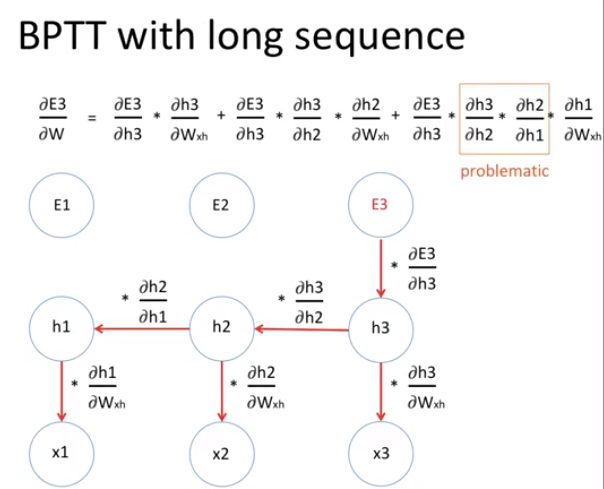 BPTT with long sequence
∂E3 ∂E3 ∂h3 ∂E3 ∂h3 ∂h2 ∂E3 ∂h3 ∂h2 ∂h1
= * + * * + * * *
∂W ∂h3 ∂Wxh ∂h3 ∂h2 ∂Wxh ∂h3 ∂h2 ∂h1 ∂Wxh
problematic
E1 E2 E3
* ∂E3
∂h3
* ∂h2 * ∂h3
∂h1 ∂h2
h1 h2 h3
* ∂h1 * ∂h2 * ∂h3
∂Wxh ∂Wxh ∂Wxh
x1 x2 x3